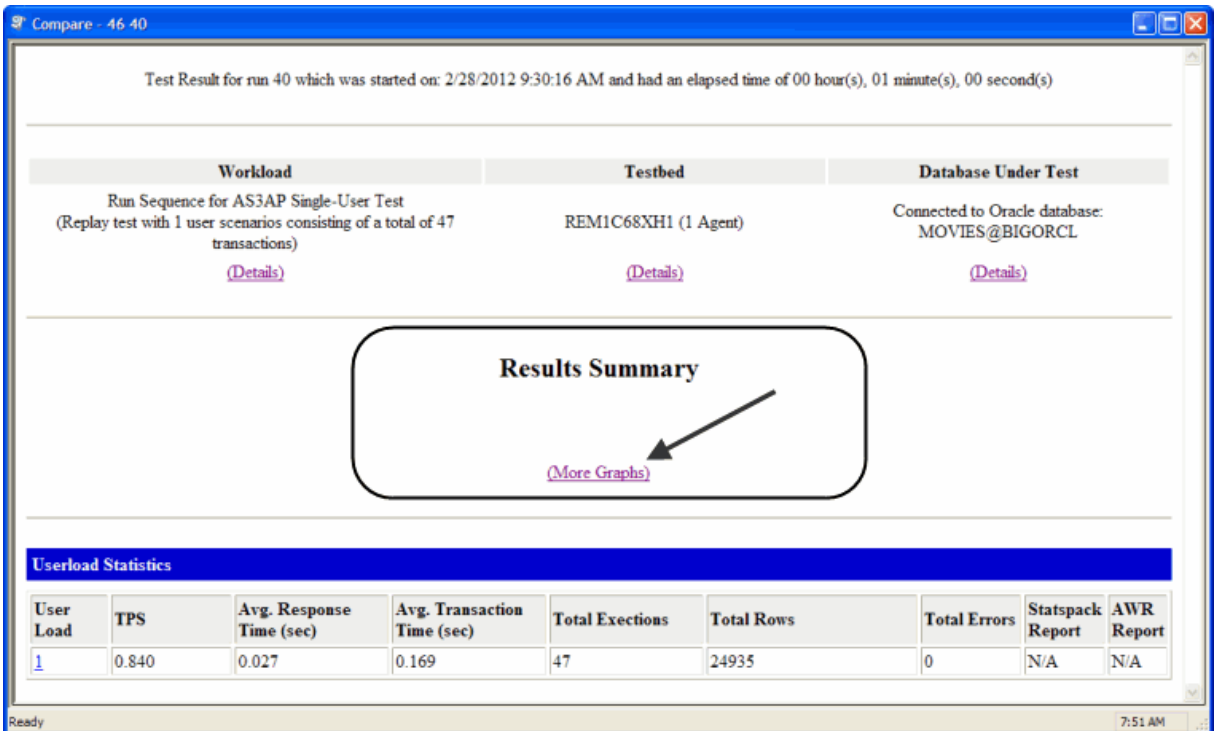 Compare - 46 40
Test Result for run 40 which was started on: 2/28/2012 9:30:16 AM and had an elapsed time of 00 hour(s), 01 minute(s), 00 second(s)
Workload Testbed Database Under Test
Run Sequence for AS3AP Single-User Test
(Replay test with 1 user scenarios consisting of a total of 47
transactions)
REM1C68XH1 (1 Agent)
Connected to Oracle database:
MOVIES@BIGORCL
(Details) (Details) (Details)
Results Summary
(More Graphs)
Userload Statistics
User
Load
TPS
Avg. Response
Time (sec)
Avg. Transaction
Time (sec)
Total Exections
Total Rows
Total Errors
Statspack
Report
AWR
Report
1 0.840 0.027 0.169 47 24935 0 N/A N/A
Ready 7:51 AM